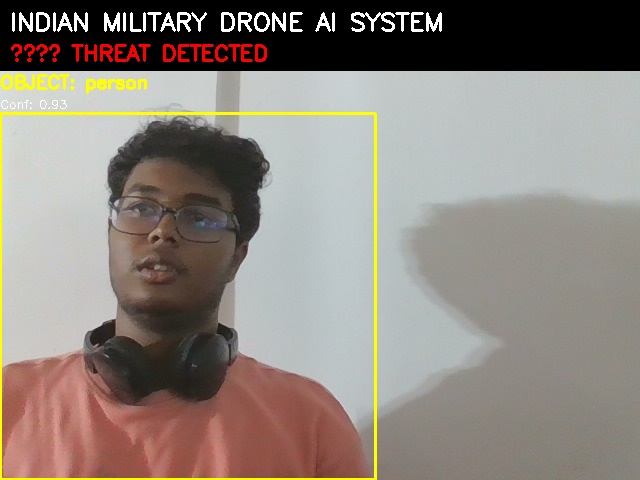 INDIAN MILITARY DRONE AI SYSTEM
???? THREAT DETECTED
OBJECT: person
Conf: 0.93